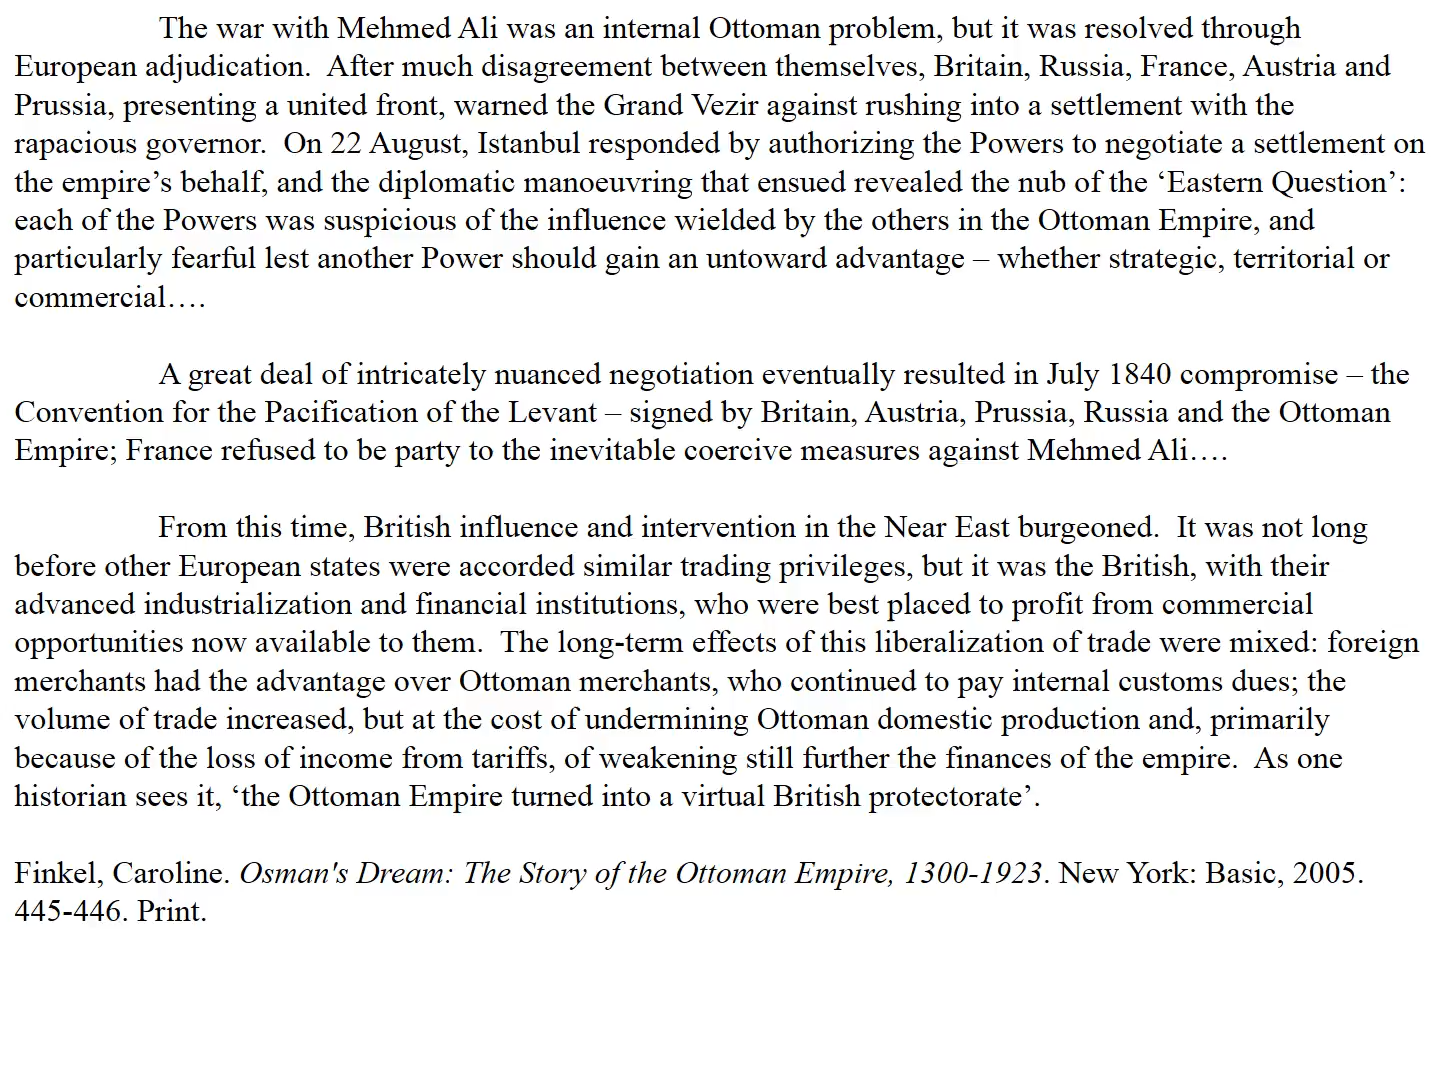 The war with Mehmed Ali was an internal Ottoman problem, but it was resolved through
European adjudication.  After much disagreement between themselves, Britain, Russia, France, Austria and
Prussia, presenting a united front, warned the Grand Vezir against rushing into a settlement with the
rapacious governor.  On 22 August, Istanbul responded by authorizing the Powers to negotiate a settlement on
the empire’s behalf, and the diplomatic manoeuvring that ensued revealed the nub of the ‘Eastern Question’:
each of the Powers was suspicious of the influence wielded by the others in the Ottoman Empire, and
particularly fearful lest another Power should gain an untoward advantage – whether strategic, territorial or
commercial….
A great deal of intricately nuanced negotiation eventually resulted in July 1840 compromise – the
Convention for the Pacification of the Levant – signed by Britain, Austria, Prussia, Russia and the Ottoman
Empire; France refused to be party to the inevitable coercive measures against Mehmed Ali….
From this time, British influence and intervention in the Near East burgeoned.  It was not long
before other European states were accorded similar trading privileges, but it was the British, with their
advanced industrialization and financial institutions, who were best placed to profit from commercial
opportunities now available to them.  The long-term effects of this liberalization of trade were mixed: foreign
merchants had the advantage over Ottoman merchants, who continued to pay internal customs dues; the
volume of trade increased, but at the cost of undermining Ottoman domestic production and, primarily
because of the loss of income from tariffs, of weakening still further the finances of the empire.  As one
historian sees it, ‘the Ottoman Empire turned into a virtual British protectorate’.
Finkel, Caroline. Osman's Dream: The Story of the Ottoman Empire, 1300-1923. New York: Basic, 2005.
445-446. Print.